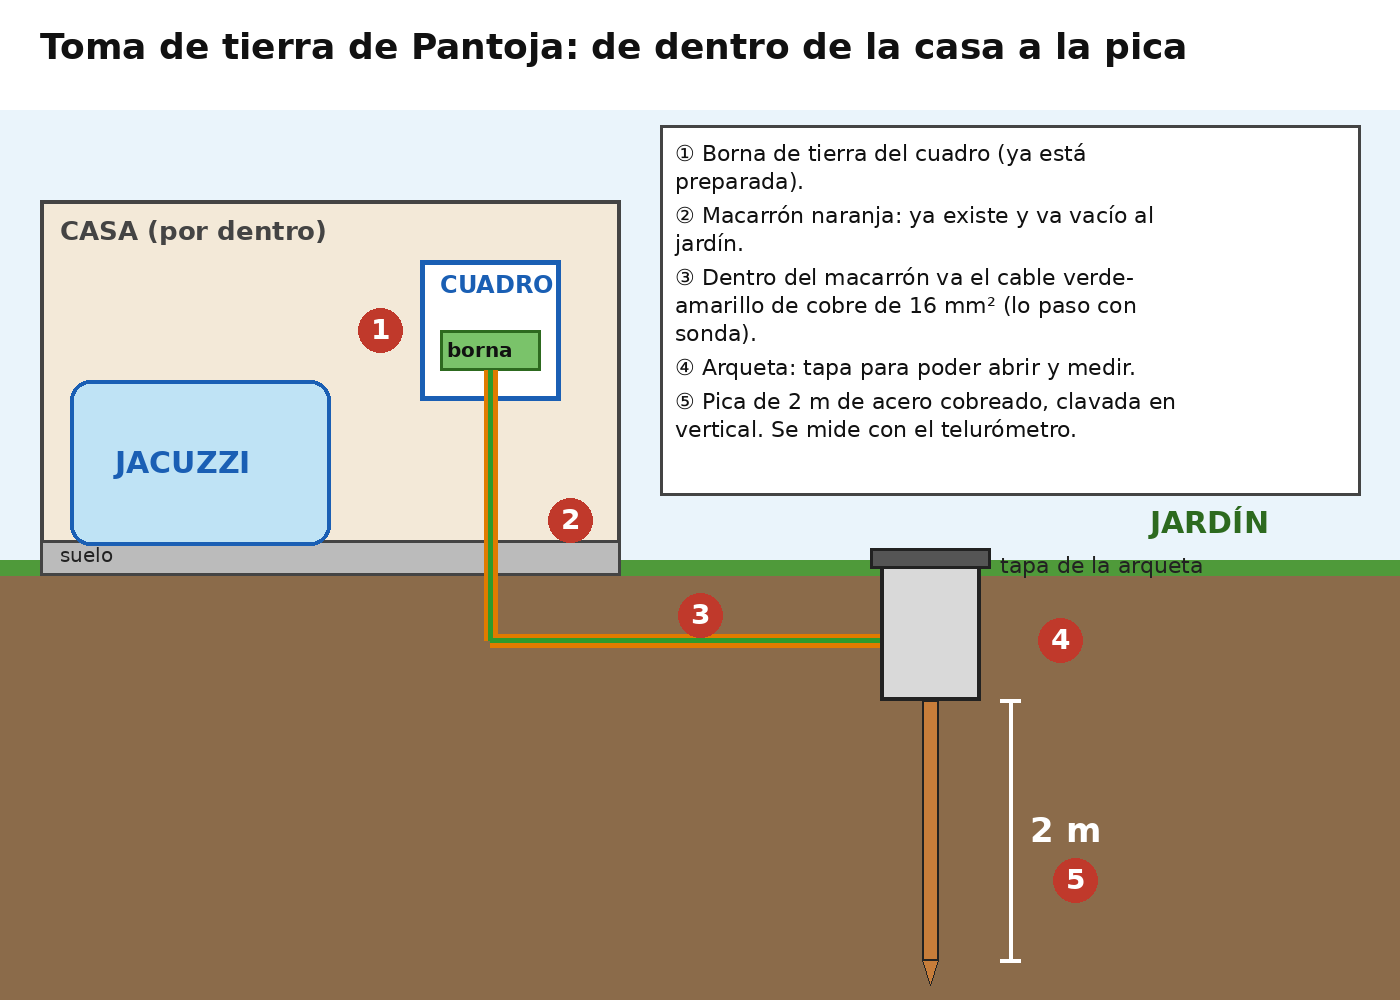 Toma de tierra de Pantoja: de dentro de la casa a la pica
① Borna de tierra del cuadro (ya está
preparada).
② Macarrón naranja: ya existe y va vacío al
jardín.
③ Dentro del macarrón va el cable verde-
amarillo de cobre de 16 mm² (lo paso con
sonda).
④ Arqueta: tapa para poder abrir y medir.
⑤ Pica de 2 m de acero cobreado, clavada en
vertical. Se mide con el telurómetro.
CASA (por dentro)
CUADRO
1
borna
JACUZZI
2
suelo
JARDÍN
tapa de la arqueta
3
4
2 m
5